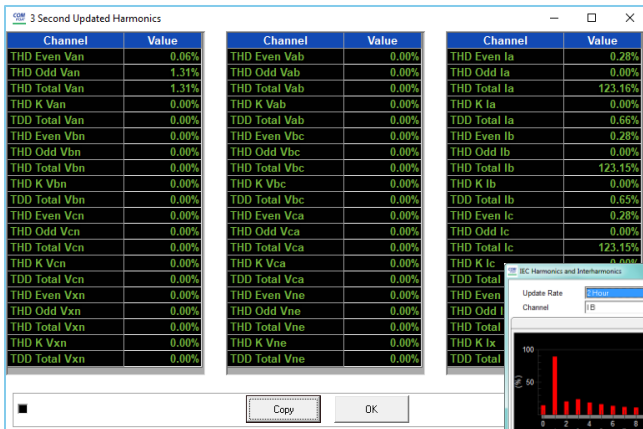 COM
3 Second Updated Harmonics
Channel Value
THD Even Van 0.06%
THD Odd Van 1.31%
THD Total Van 1.31%
THD K Van 0.00%
TDD Total Van 0.00%
THD Even Vbn 0.00%
THD Odd Vbn 0.00%
THD Total Vbn 0.00%
THD K Vbn 0.00%
TDD Total Vbn 0.00%
THD Even Vcn 0.00%
THD Odd Vcn 0.00%
THD Total Vcn 0.00%
THD K Vcn 0.00%
TDD Total Vcn 0.00%
THD Even Vxn 0.00%
THD Odd Vxn 0.00%
THD Total Vxn 0.00%
THD K Vxn 0.00%
TDD Total Vxn 0.00%
Channel Value
THD Even Vab 0.00%
THD Odd Vab 0.00%
THD Total Vab 0.00%
THD K Vab 0.00%
TDD Total Vab 0.00%
THD Even Vbc 0.00%
THD Odd Vbc 0.00%
THD Total Vbc 0.00%
THD K Vbc 0.00%
TDD Total Vbc 0.00%
THD Even Vca 0.00%
THD Odd Vca 0.00%
THD Total Vca 0.00%
THD K Vca 0.00%
TDD Total Vca 0.00%
THD Even Vne 0.00%
THD Odd Vne 0.00%
THD Total Vne 0.00%
THD K Vne 0.00%
TDD Total Vne 0.00%
Channel Value
THD Even Ia 0.28%
THD Odd Ia 0.00%
THD Total Ia 123.16%
THD K Ia 0.00%
TDD Total Ia 0.66%
THD Even Ib 0.28%
THD Odd Ib 0.00%
THD Total Ib 123.15%
THD K Ib 0.00%
TDD Total Ib 0.65%
THD Even Ic 0.28%
THD Odd Ic 0.00%
THD Total Ic 123.15%
THD K Ic 0.00%
TDD Total
THD Even
THD Odd
THD Total
THD K Ix
TDD Total
IEC Harmonics and Interharmonics
Update Rate 2 Hour
Channel IB
100
50
(%)
0 2 4 6 8
Copy OK